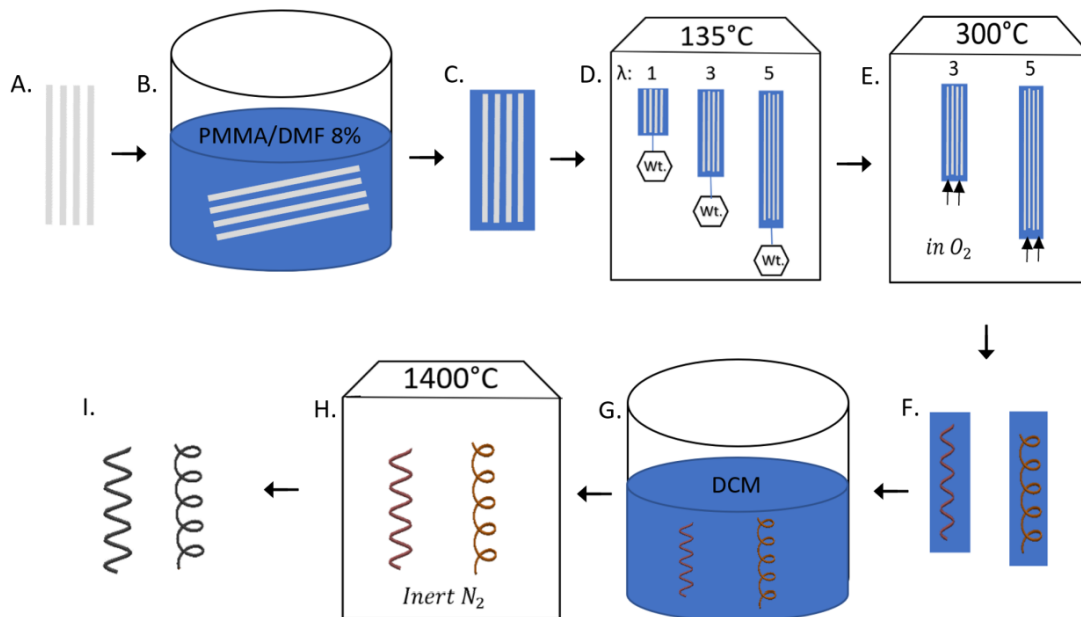 A.
B.
PMMA/DMF 8%
C.
D.
135°C
λ: 1 3 5
Wt.
Wt.
Wt.
E.
300°C
3 5
in O₂
F.
G.
DCM
H.
1400°C
Inert N₂
I.